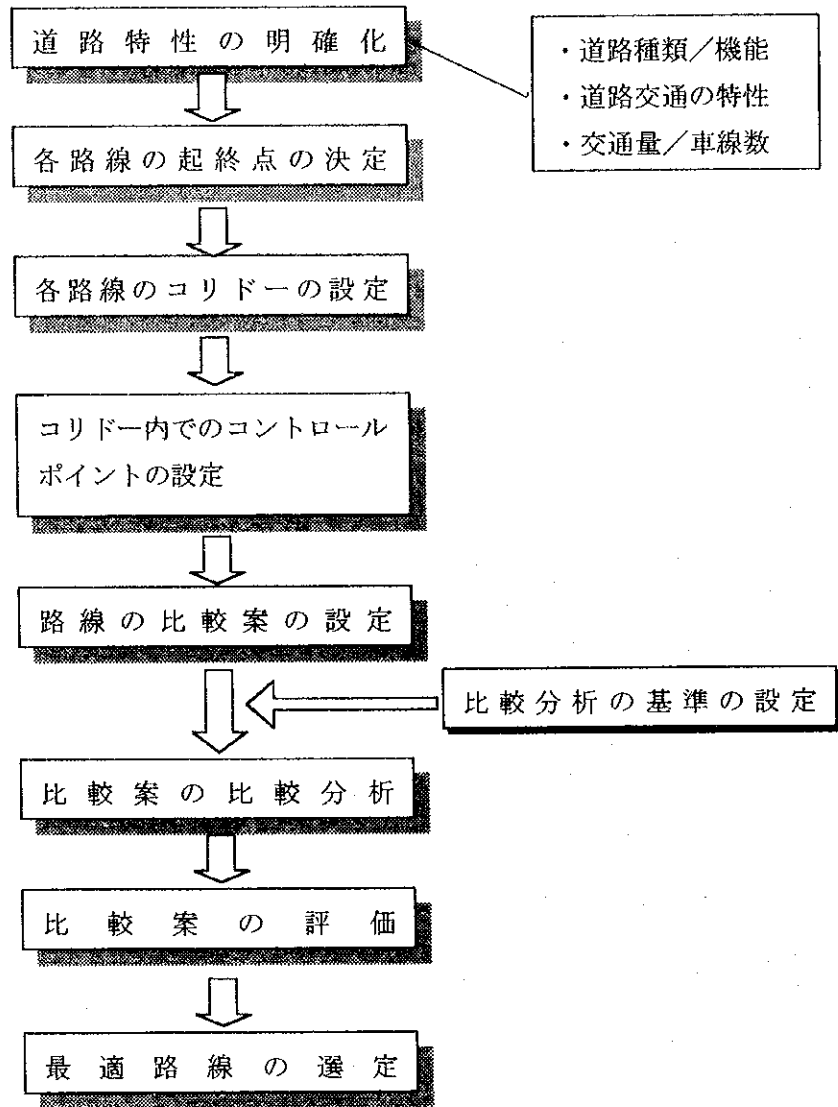 道路特性の明確化
・道路種類／機能
・道路交通の特性
・交通量／車線数
各路線の起終点の決定
各路線のコリドーの設定
コリドー内でのコントロール
ポイントの設定
路線の比較案の設定
比較分析の基準の設定
比較案の比較分析
比較案の評価
最適路線の選定